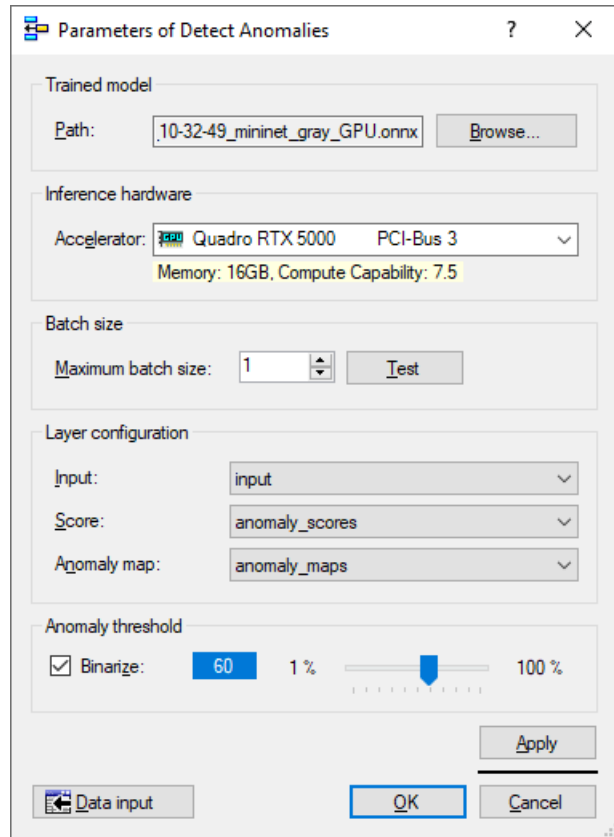 Parameters of Detect Anomalies ?
Trained model
Path: 10-32-49_mininet_gray_GPU.onnx Browse...
Inference hardware
Accelerator: GPU Quadro RTX 5000 PCI-Bus 3
Memory: 16GB, Compute Capability: 7.5
Batch size
Maximum batch size: 1 Test
Layer configuration
Input: input
Score: anomaly_scores
Anomaly map: anomaly_maps
Anomaly threshold
Binarize: 60 1 % 100 %
Apply
Data input OK Cancel